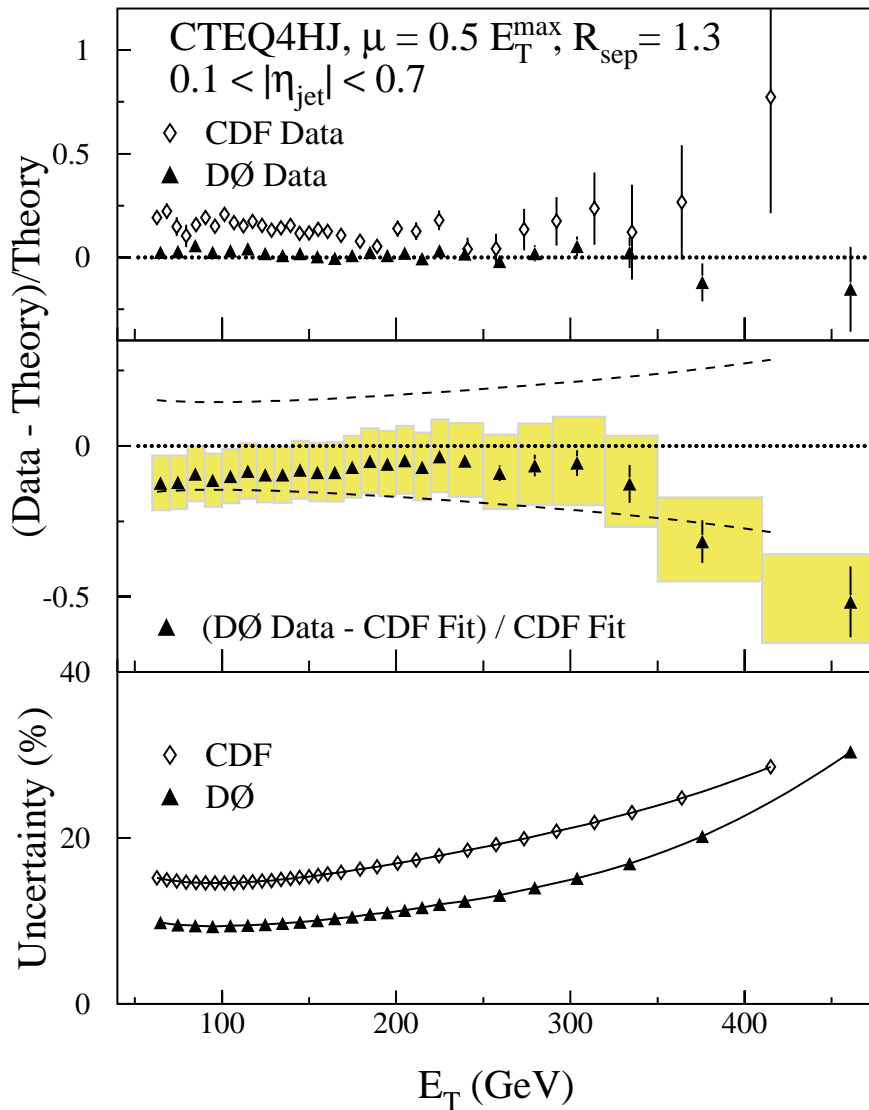 CTEQ4HJ, μ = 0.5 E_T^max, R_sep= 1.3
0.1 < |η_jet| < 0.7
CDF Data
DØ Data
1
0.5
0
(Data - Theory)/Theory
0
-0.5
(DØ Data - CDF Fit) / CDF Fit
40
20
0
Uncertainty (%)
CDF
DØ
100 200 300 400
E_T (GeV)